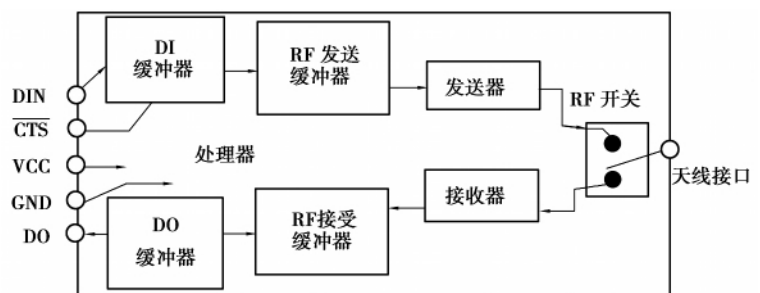 DI
缓冲器
RF 发送
缓冲器
发送器
RF 开关
DIN
CTS
VCC
GND
DO
处理器
天线接口
接收器
DO
缓冲器
RF接受
缓冲器